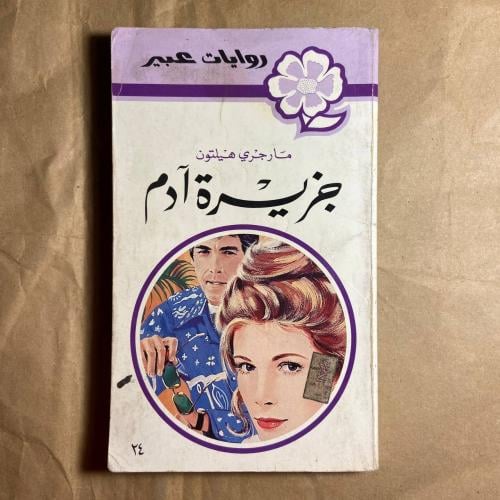 روايات عبير
مارجري هيلتون
جزيرة آدم
٢٤